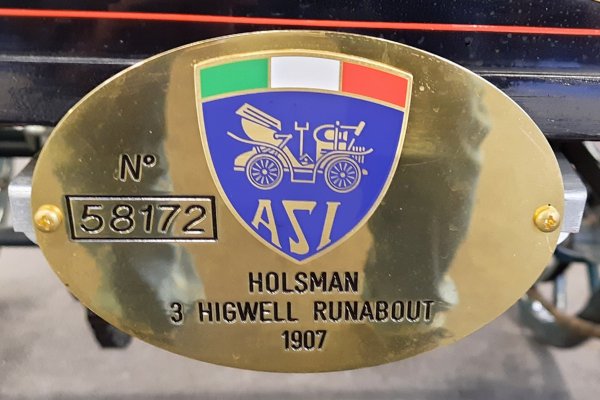 ASI
N°
58172
HOLSMAN
3 HIGWELL RUNABOUT
1907